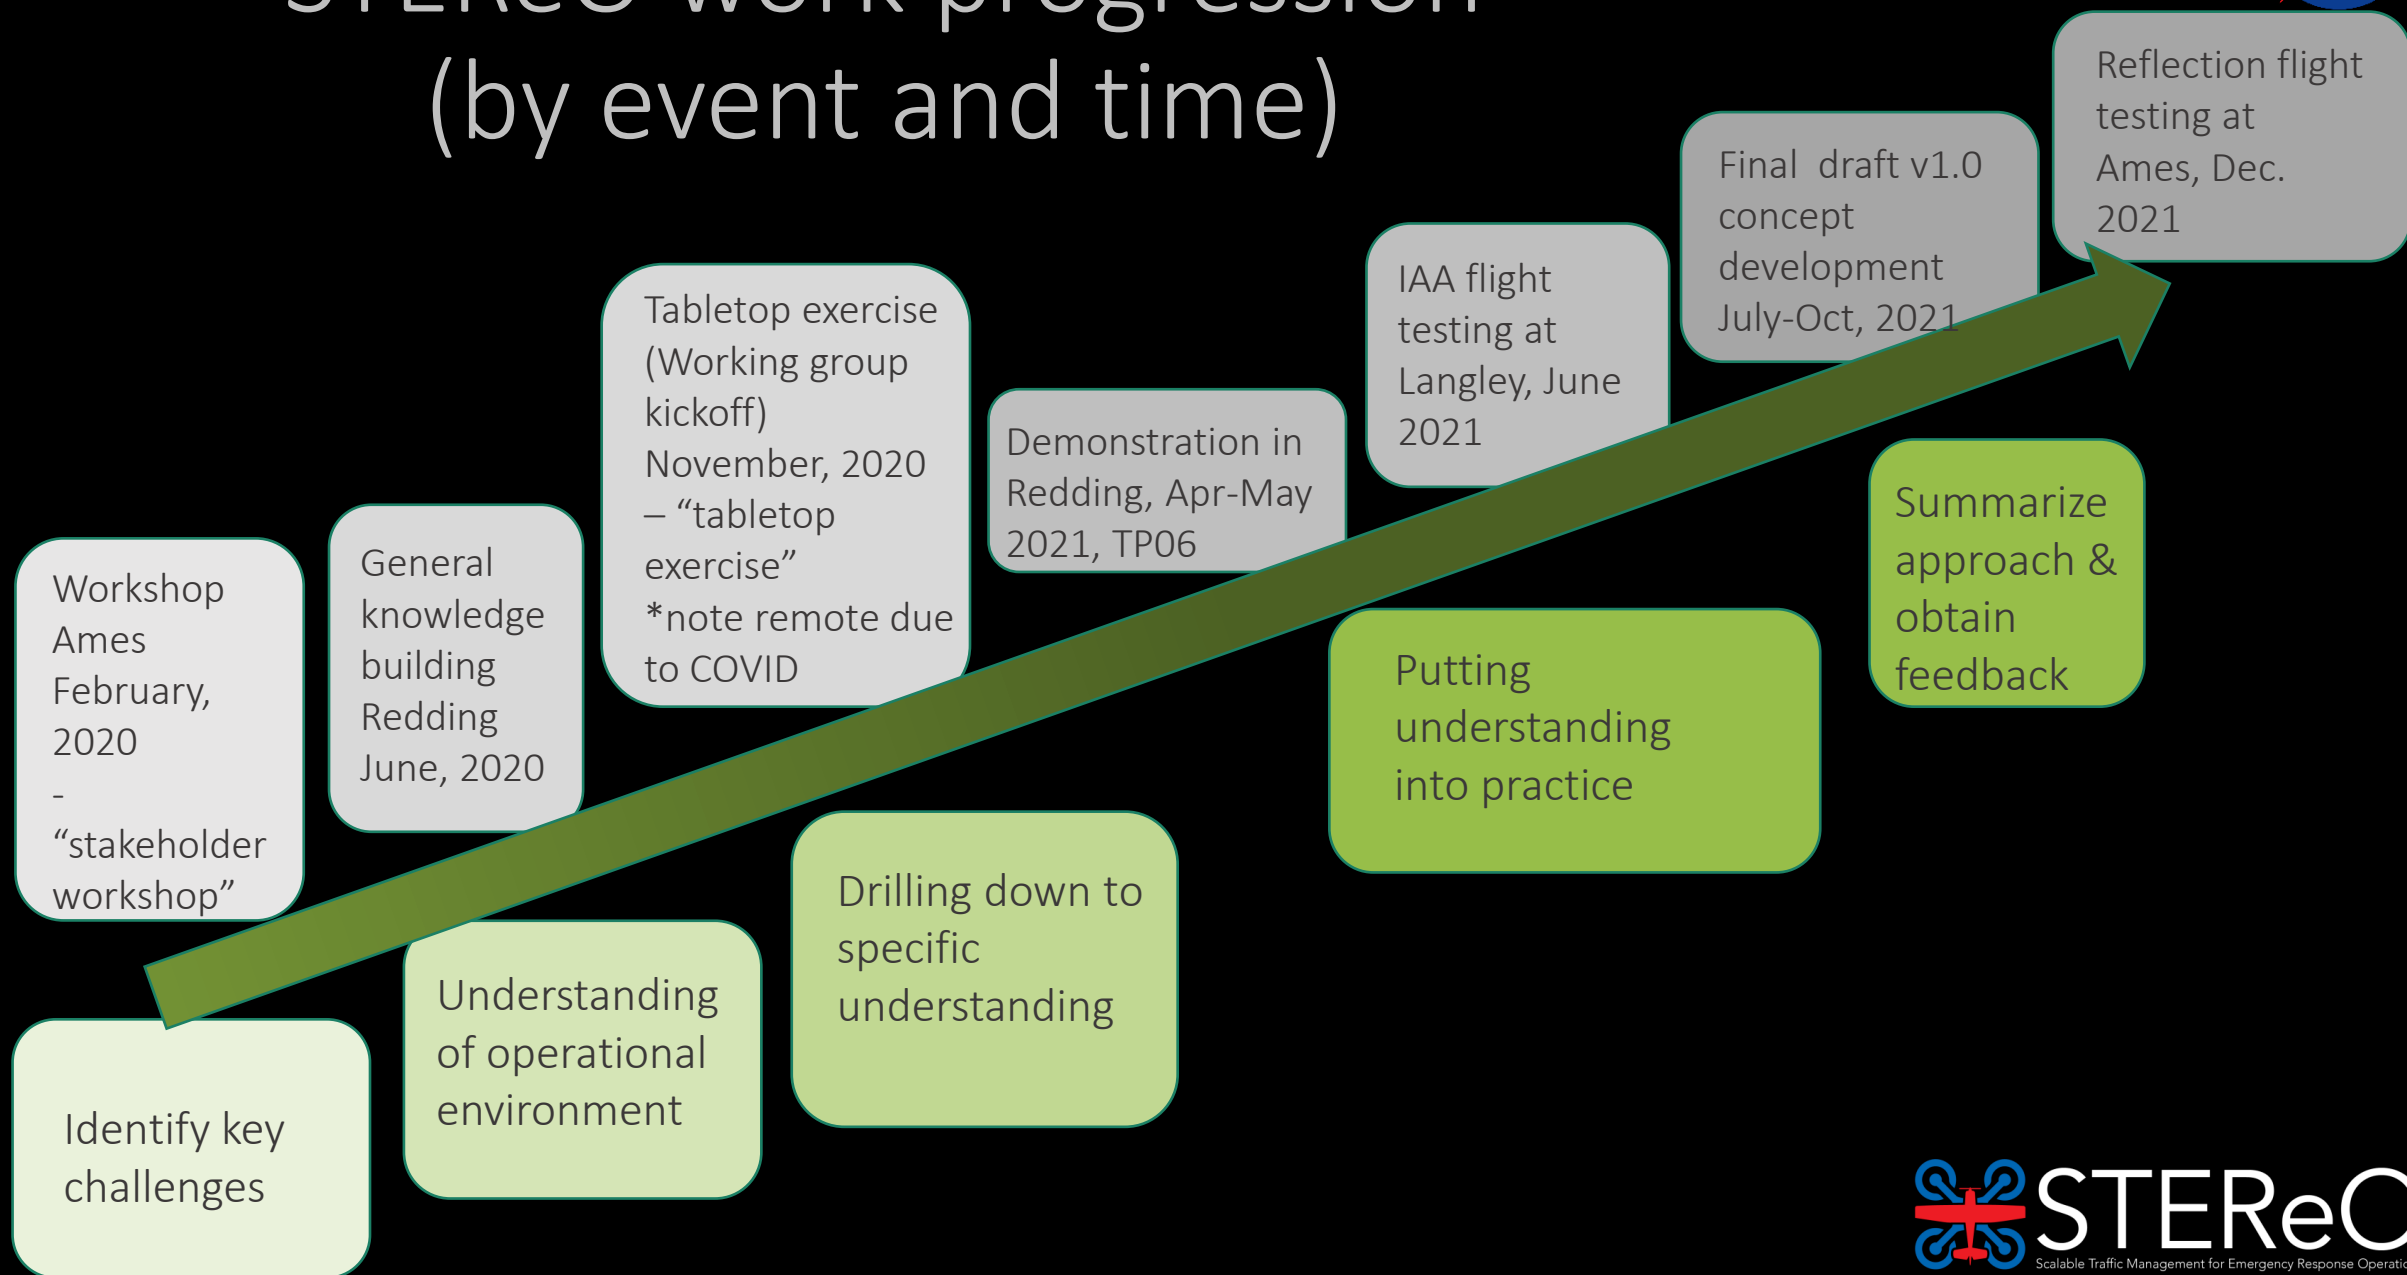 STEReO work progression
(by event and time)
Workshop
Ames
February,
2020
-
“stakeholder
workshop”
General
knowledge
building
Redding
June, 2020
Tabletop exercise
(Working group
kickoff)
November, 2020
– “tabletop
exercise”
*note remote due
to COVID
Demonstration in
Redding, Apr-May
2021, TP06
IAA flight
testing at
Langley, June
2021
Final  draft v1.0
concept
development
July-Oct, 2021
Reflection flight
testing at
Ames, Dec.
2021
Identify key
challenges
Understanding
of operational
environment
Drilling down to
specific
understanding
Putting
understanding
into practice
Summarize
approach &
obtain
feedback
STEReO
Scalable Traffic Management for Emergency Response